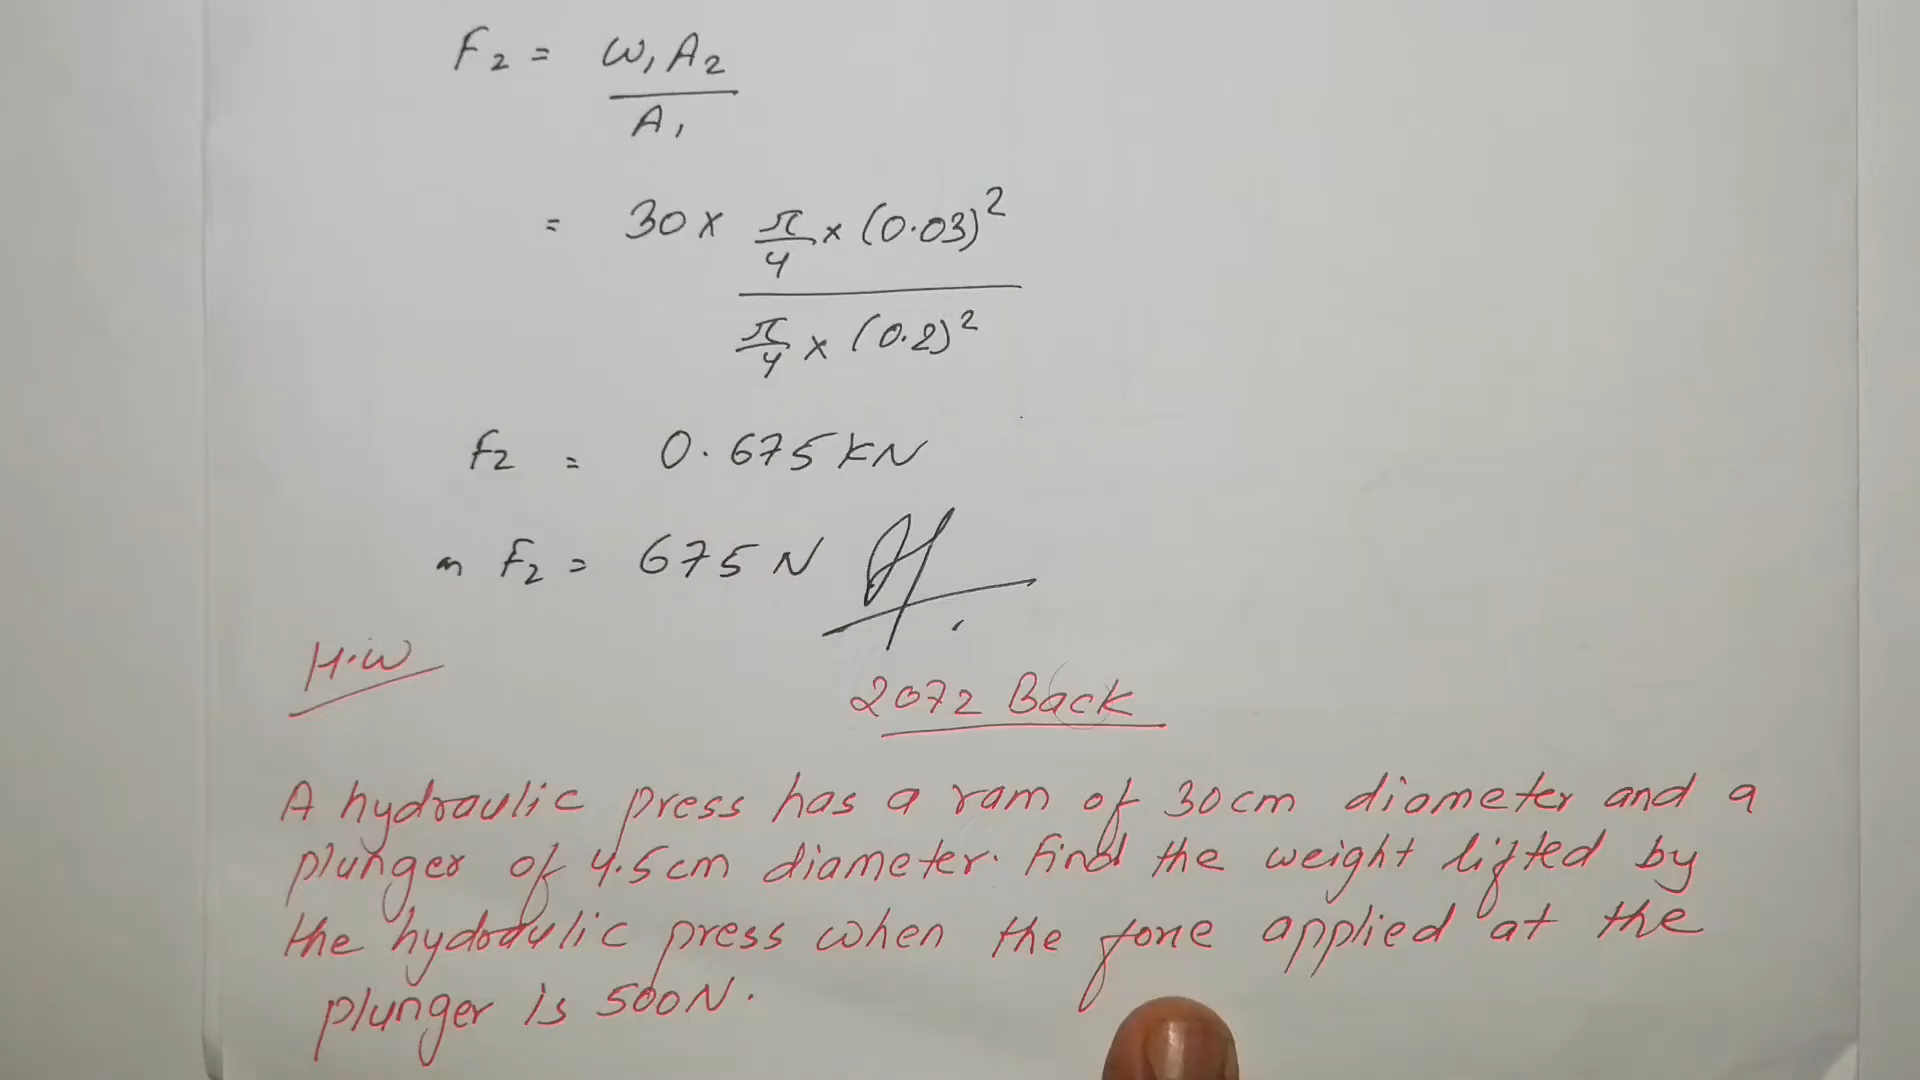 F2 = W1 A2
A1
= 30 × π/4 × (0.03)²
π/4 × (0.2)²
F2 = 0.675 KN
F2 = 675 N
H.W
2072 Back
A hydraulic press has a ram of 30cm diameter and a
plunger of 4.5cm diameter. Find the weight lifted by
the hydraulic press when the force applied at the
plunger is 500N.